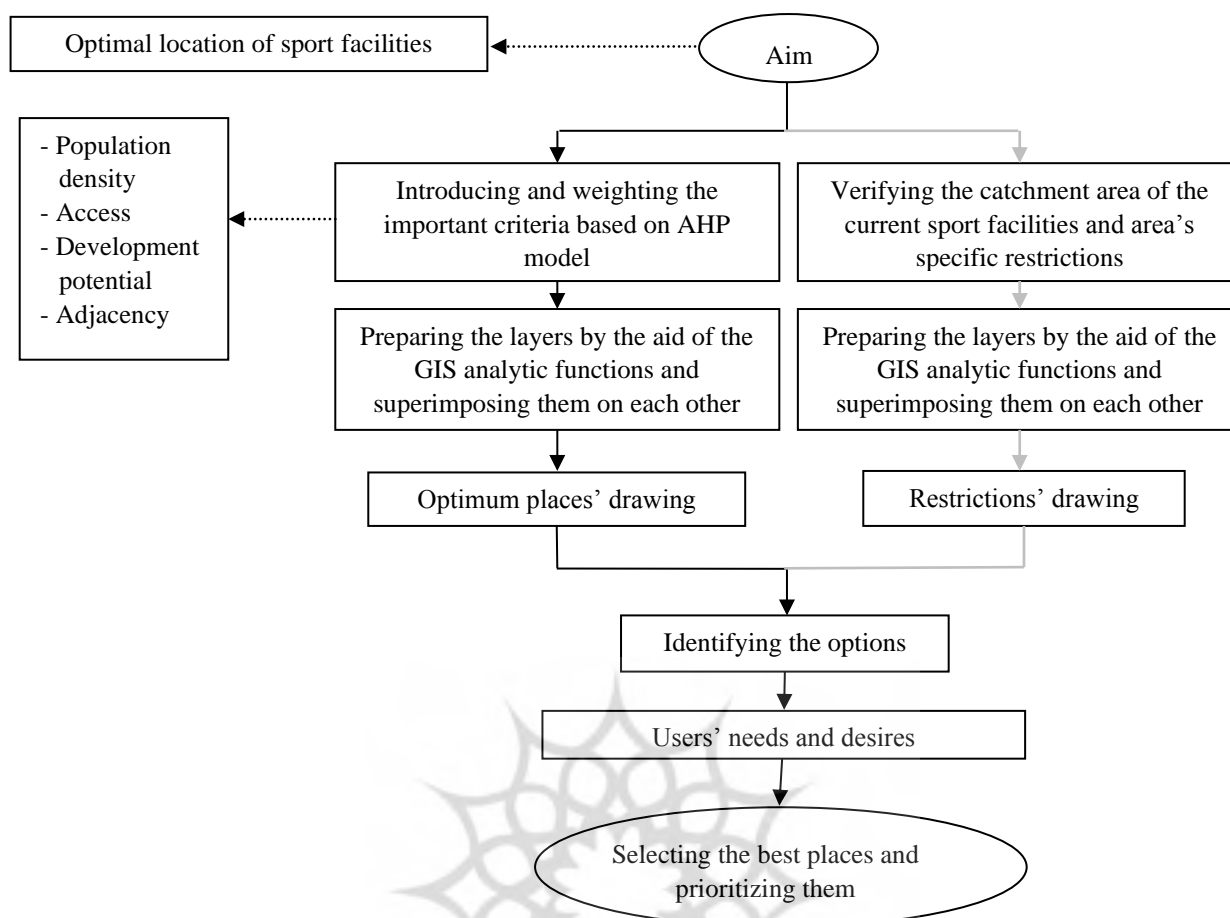 Optimal location of sport facilities
Aim
- Population
density
- Access
- Development
potential
- Adjacency
Introducing and weighting the
important criteria based on AHP
model
Verifying the catchment area of the
current sport facilities and area’s
specific restrictions
Preparing the layers by the aid of the
GIS analytic functions and
superimposing them on each other
Preparing the layers by the aid of the
GIS analytic functions and
superimposing them on each other
Optimum places’ drawing
Restrictions’ drawing
Identifying the options
Users’ needs and desires
Selecting the best places and
prioritizing them